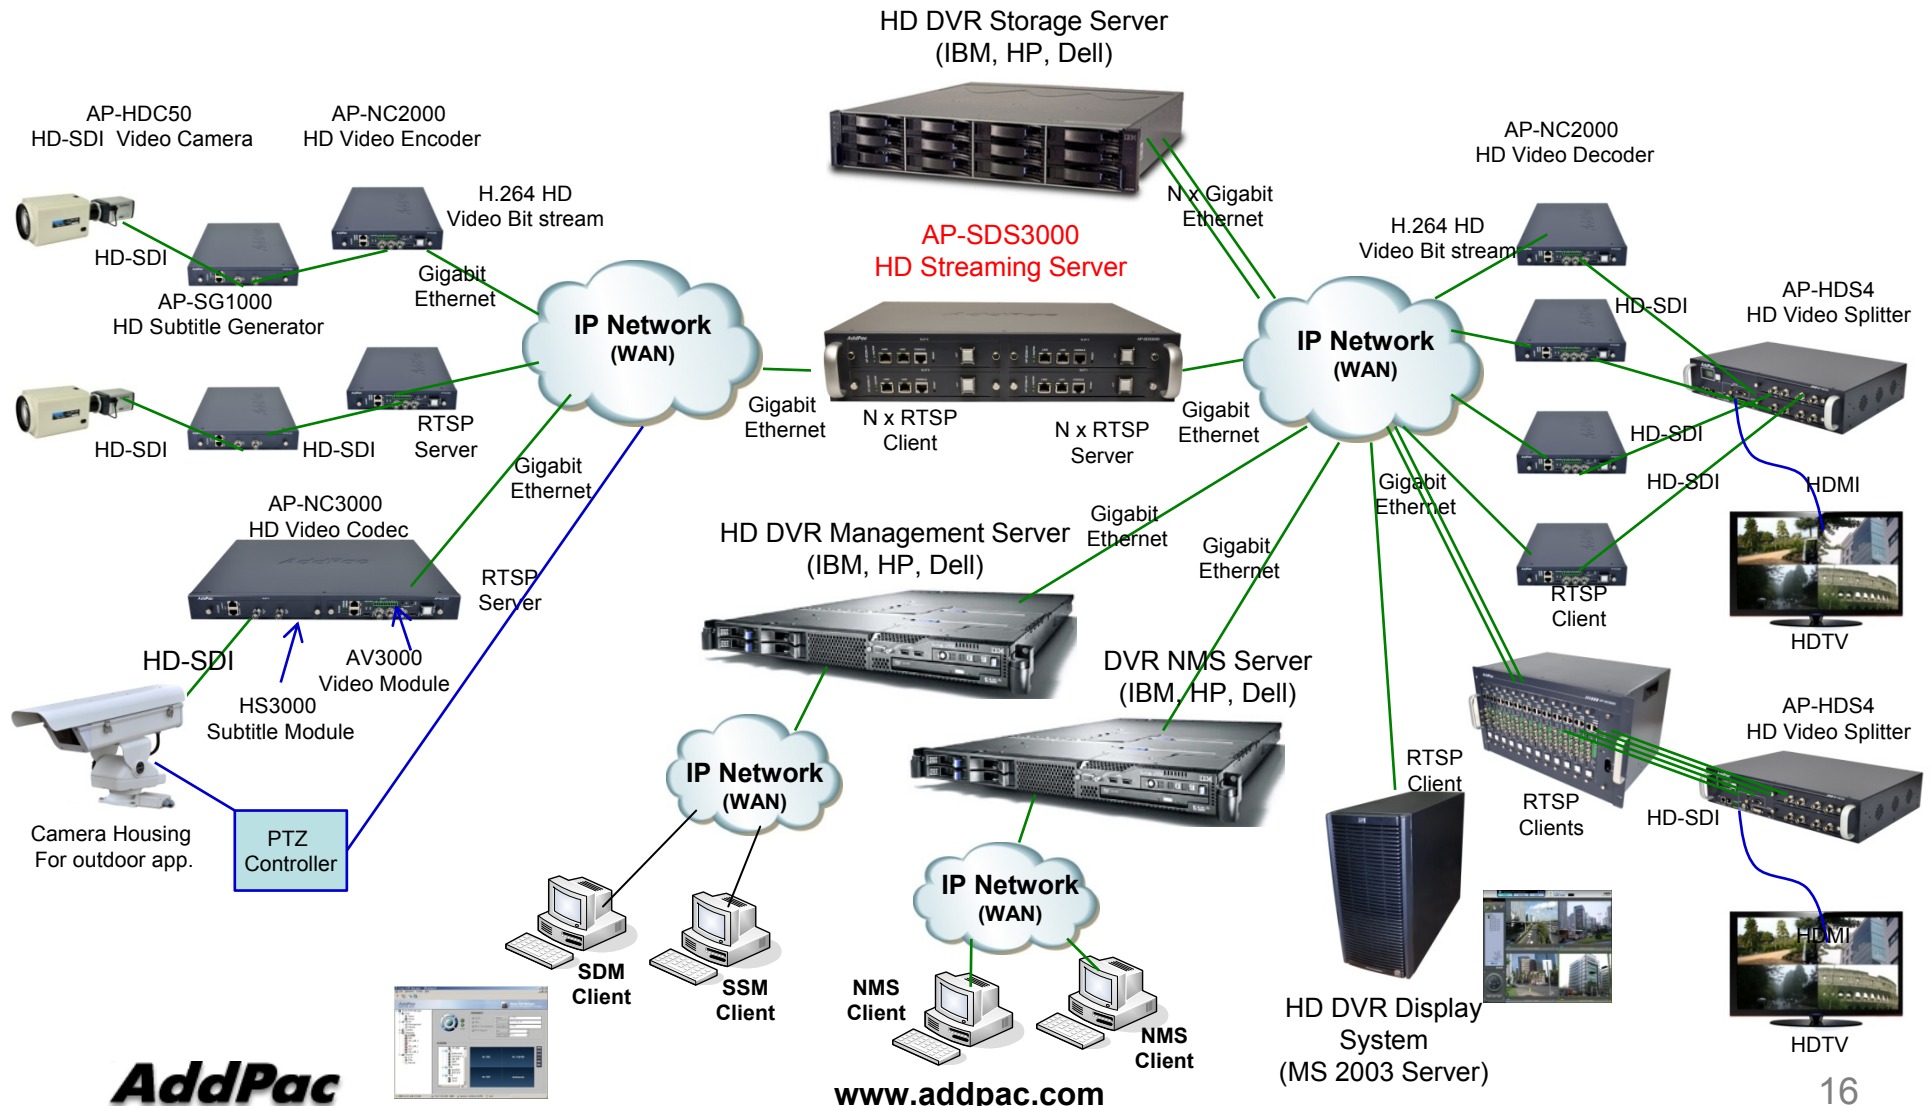 HD DVR Storage Server
(IBM, HP, Dell)
AP-HDC50
HD-SDI  Video Camera
AP-NC2000
HD Video Encoder
AP-NC2000
HD Video Decoder
H.264 HD
Video Bit stream
N x Gigabit
Ethernet
H.264 HD
Video Bit stream
AP-SDS3000
HD Streaming Server
HD-SDI
Gigabit
Ethernet
AP-SG1000
HD Subtitle Generator
HD-SDI
AP-HDS4
HD Video Splitter
IP Network
(WAN)
IP Network
(WAN)
AddPac
Gigabit
Ethernet
N x RTSP
Client
N x RTSP
Server
Gigabit
Ethernet
RTSP
Server
HD-SDI
HD-SDI
HD-SDI
HD-SDI
Gigabit
Ethernet
Gigabit
Ethernet
HDMI
AP-NC3000
HD Video Codec
AddPac
HD DVR Management Server
(IBM, HP, Dell)
Gigabit
Ethernet
Gigabit
Ethernet
RTSP
Server
RTSP
Client
HDTV
HD-SDI
AV3000
Video Module
HS3000
Subtitle Module
DVR NMS Server
(IBM, HP, Dell)
AP-HDS4
HD Video Splitter
IP Network
(WAN)
RTSP
Client
RTSP
Clients
HD-SDI
Camera Housing
For outdoor app.
PTZ
Controller
IP Network
(WAN)
HDMI
SDM
Client
SSM
Client
NMS
Client
NMS
Client
HD DVR Display
System
(MS 2003 Server)
HDTV
AddPac
www.addpac.com
16